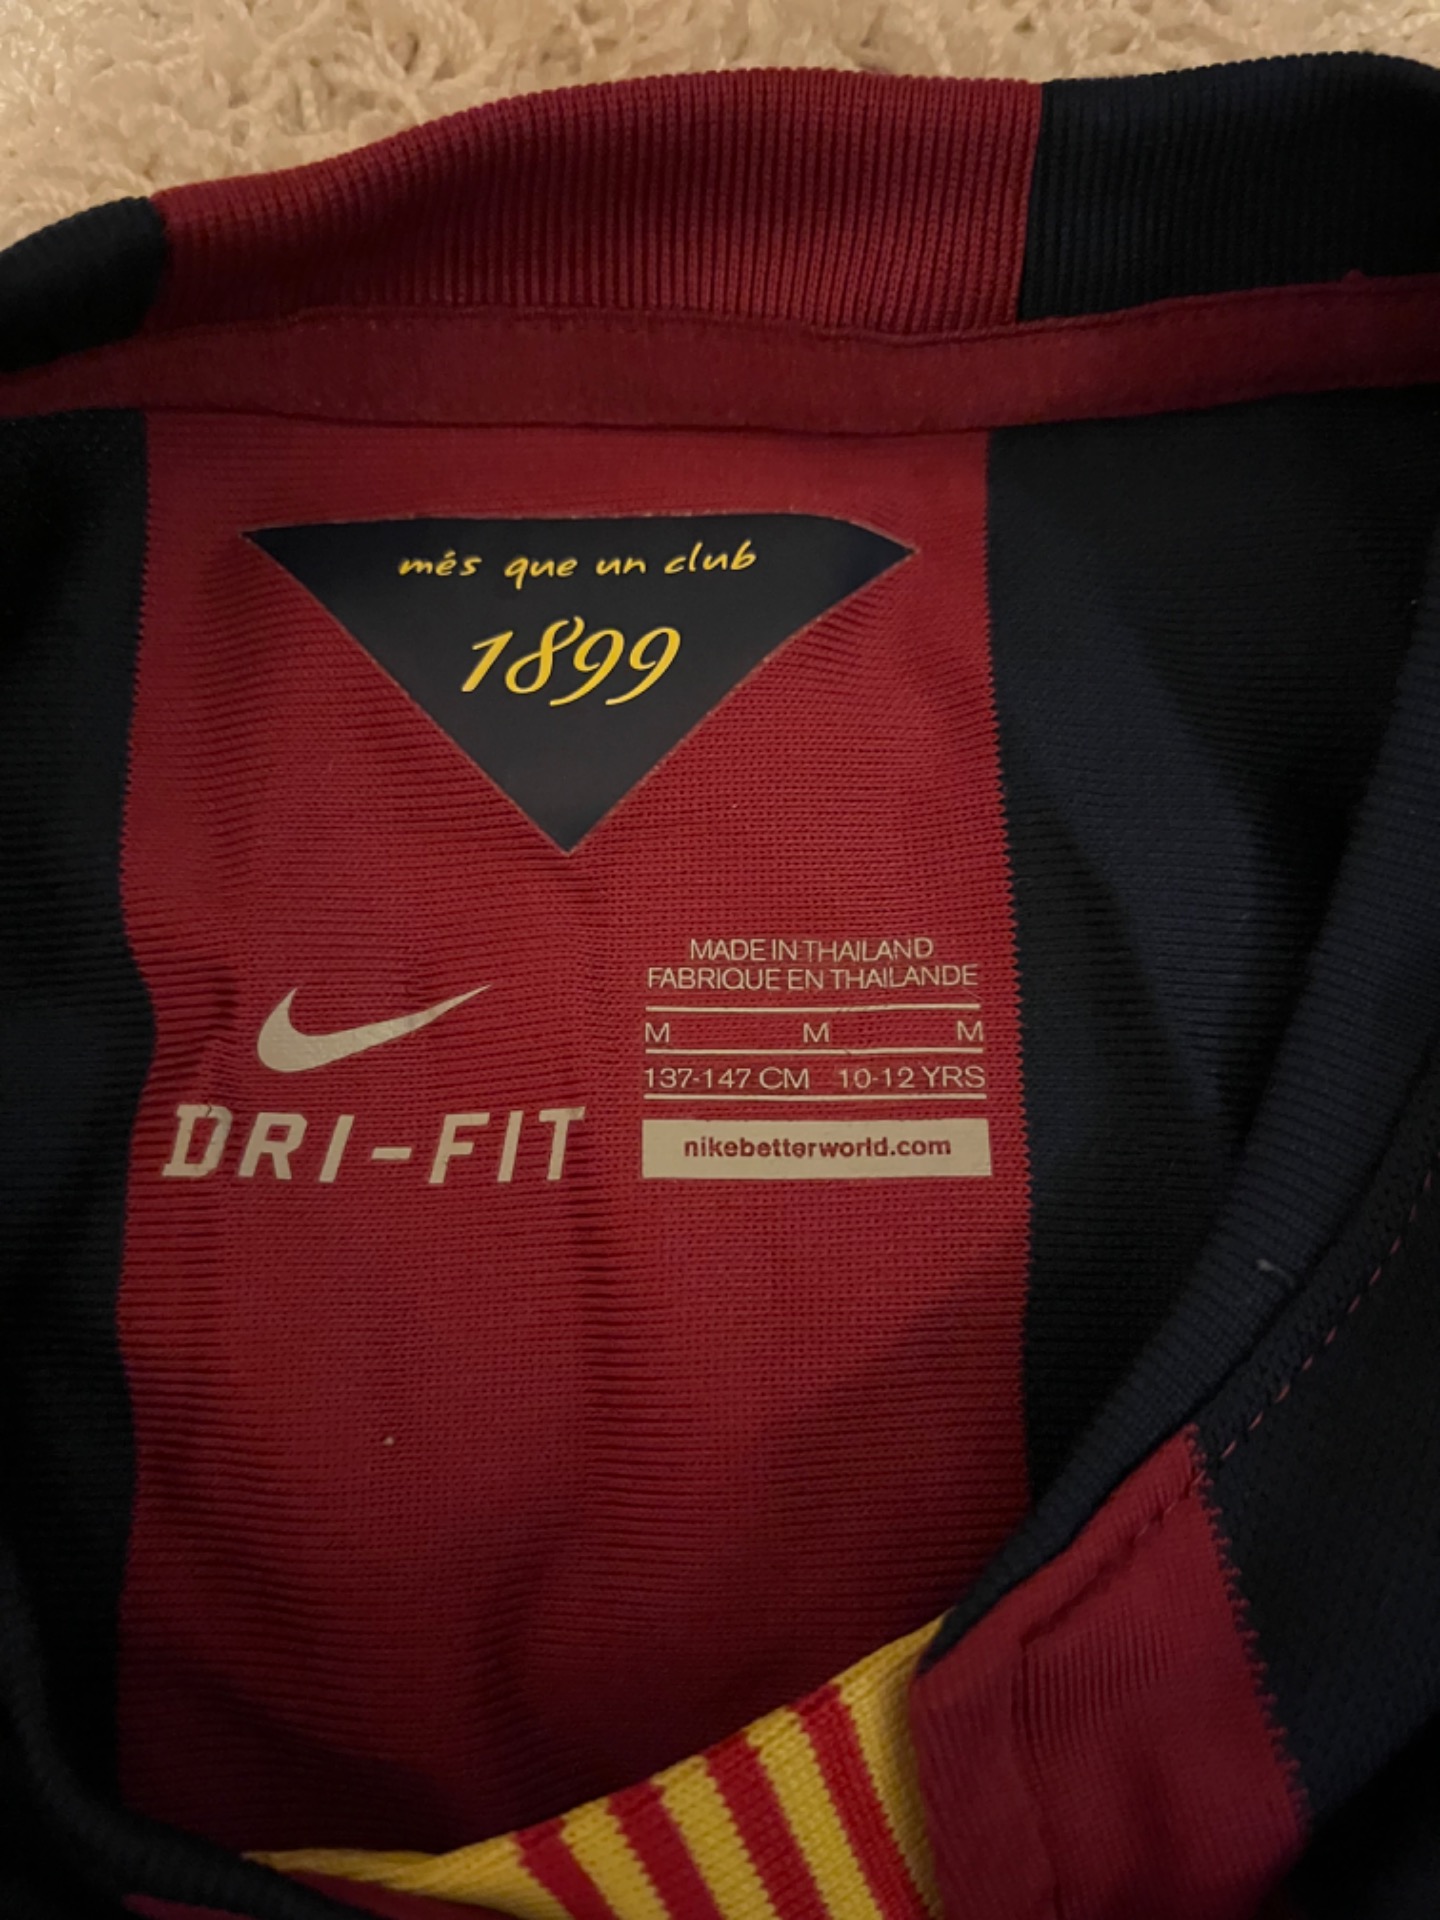 més que un club
1899
MADE IN THAILAND
FABRIQUE EN THAILANDE
M M M
137-147 CM 10-12 YRS
nikebetterworld.com
DRI-FIT